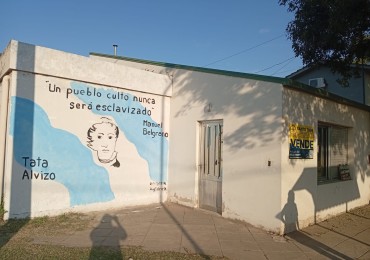 "Un pueblo culto nunca
será esclavizado"
Manuel
Belgrano
Tata
Alvizo
VENDE